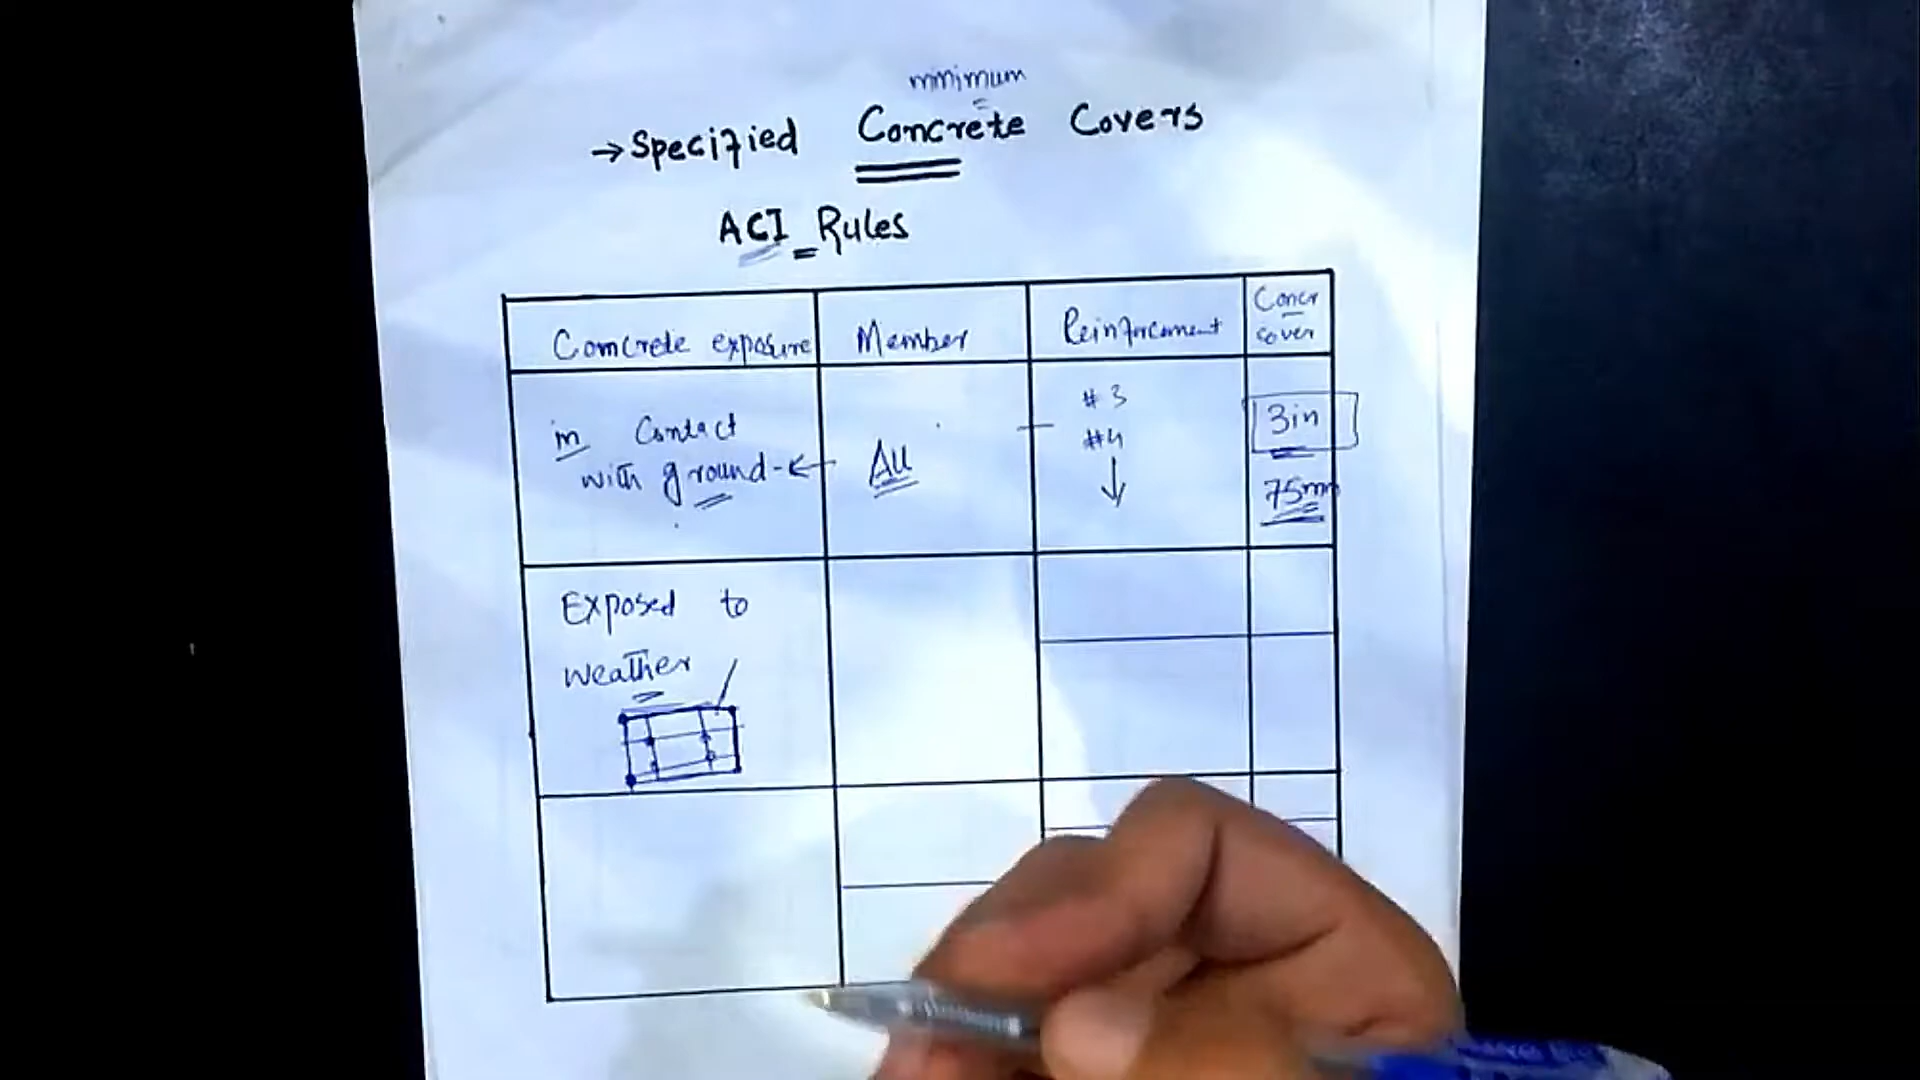 minimum
→ Specified Concrete Covers
ACI Rules
Concrete exposure
Member
Reinforcement
Concr
cover
in Contact
with ground
All
#3
#4
3in
75mm
Exposed to
weather